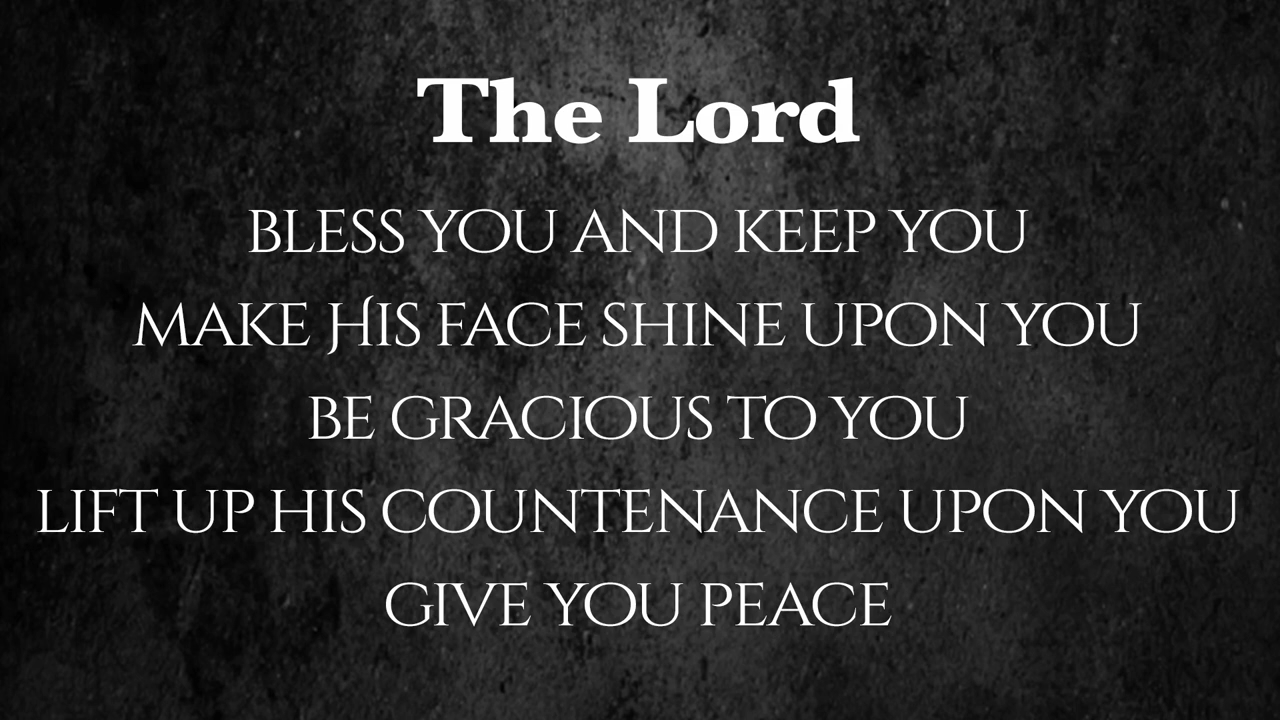 The Lord
BLESS YOU AND KEEP YOU
MAKE HIS FACE SHINE UPON YOU
BE GRACIOUS TO YOU
LIFT UP HIS COUNTENANCE UPON YOU
GIVE YOU PEACE